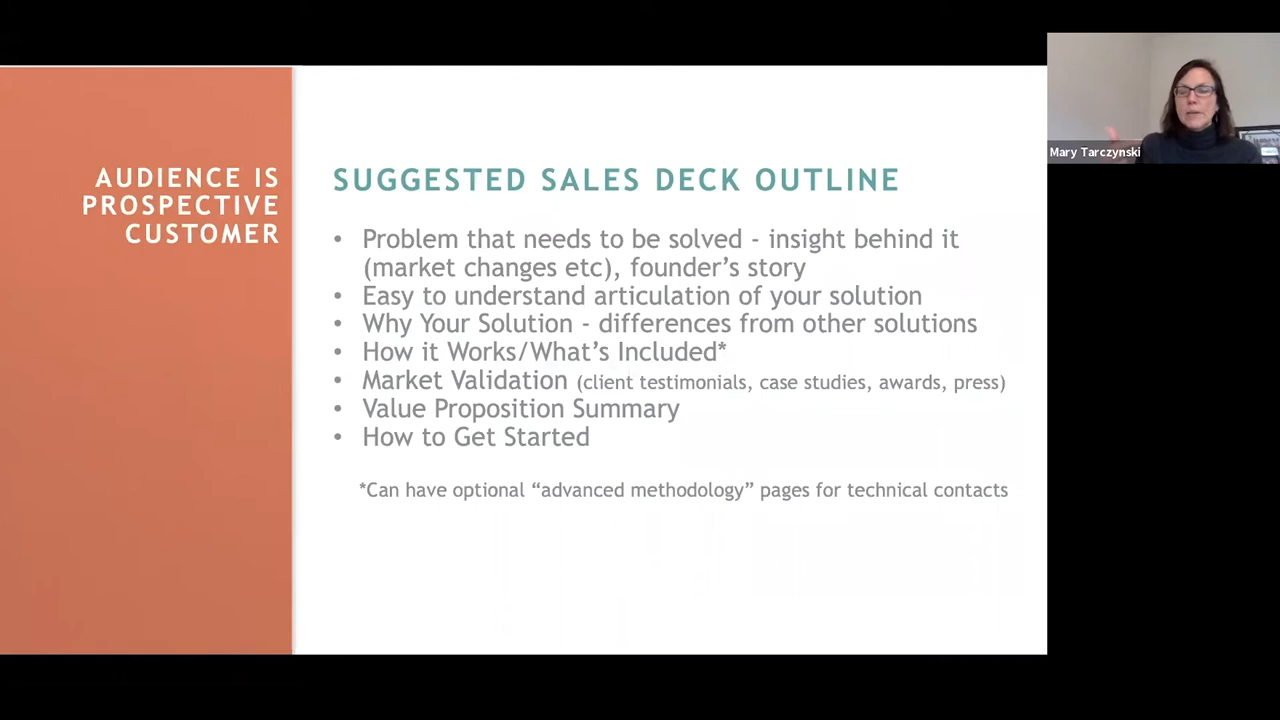 AUDIENCE IS
PROSPECTIVE
CUSTOMER
SUGGESTED SALES DECK OUTLINE
• Problem that needs to be solved - insight behind it
(market changes etc), founder's story
• Easy to understand articulation of your solution
• Why Your Solution - differences from other solutions
• How it Works/What's Included*
• Market Validation (client testimonials, case studies, awards, press)
• Value Proposition Summary
• How to Get Started
*Can have optional “advanced methodology” pages for technical contacts
Mary Tarczynski